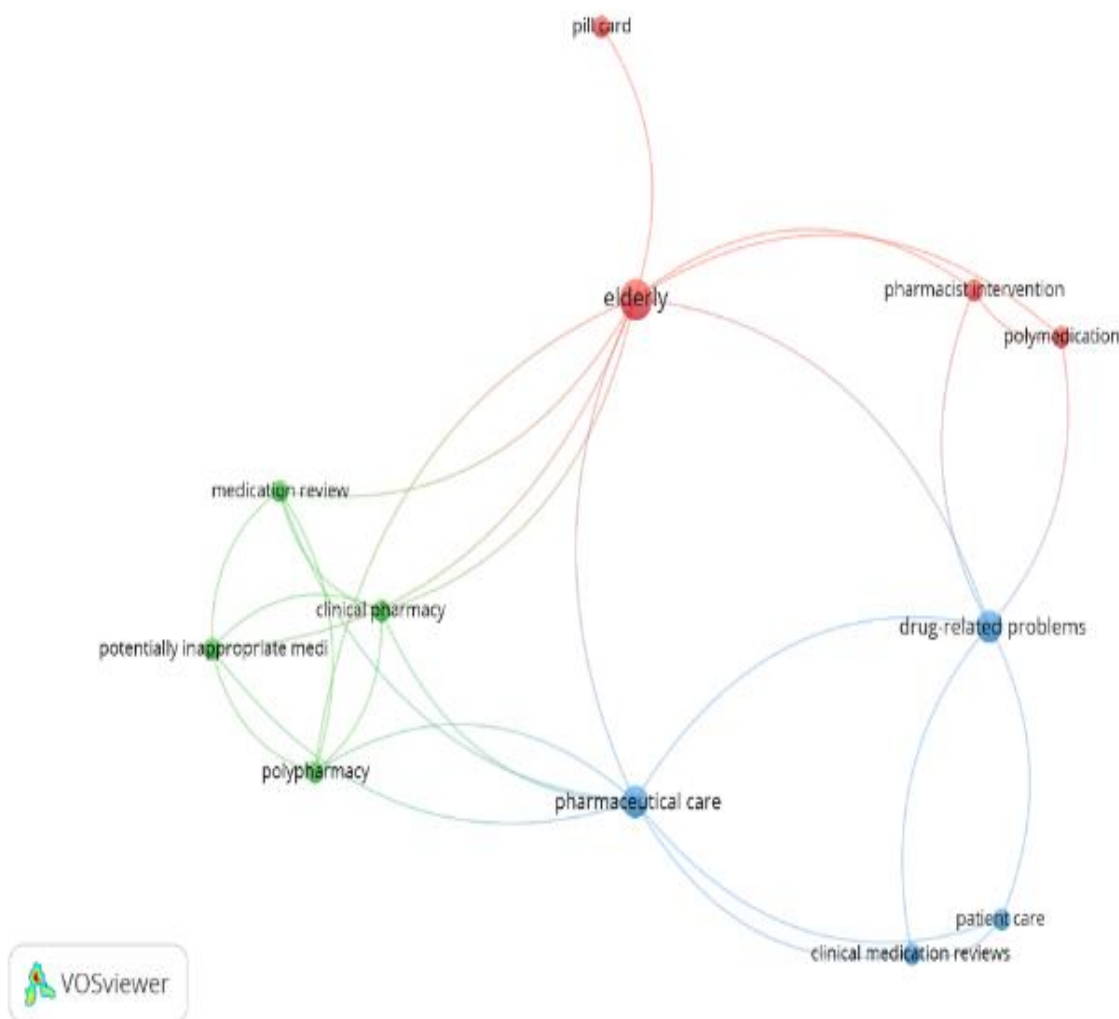 pill card
elderly
pharmacist intervention
polymedication
medication review
clinical pharmacy
drug-related problems
potentially inappropriate medi
polypharmacy
pharmaceutical care
patient care
clinical medication reviews
VOSviewer